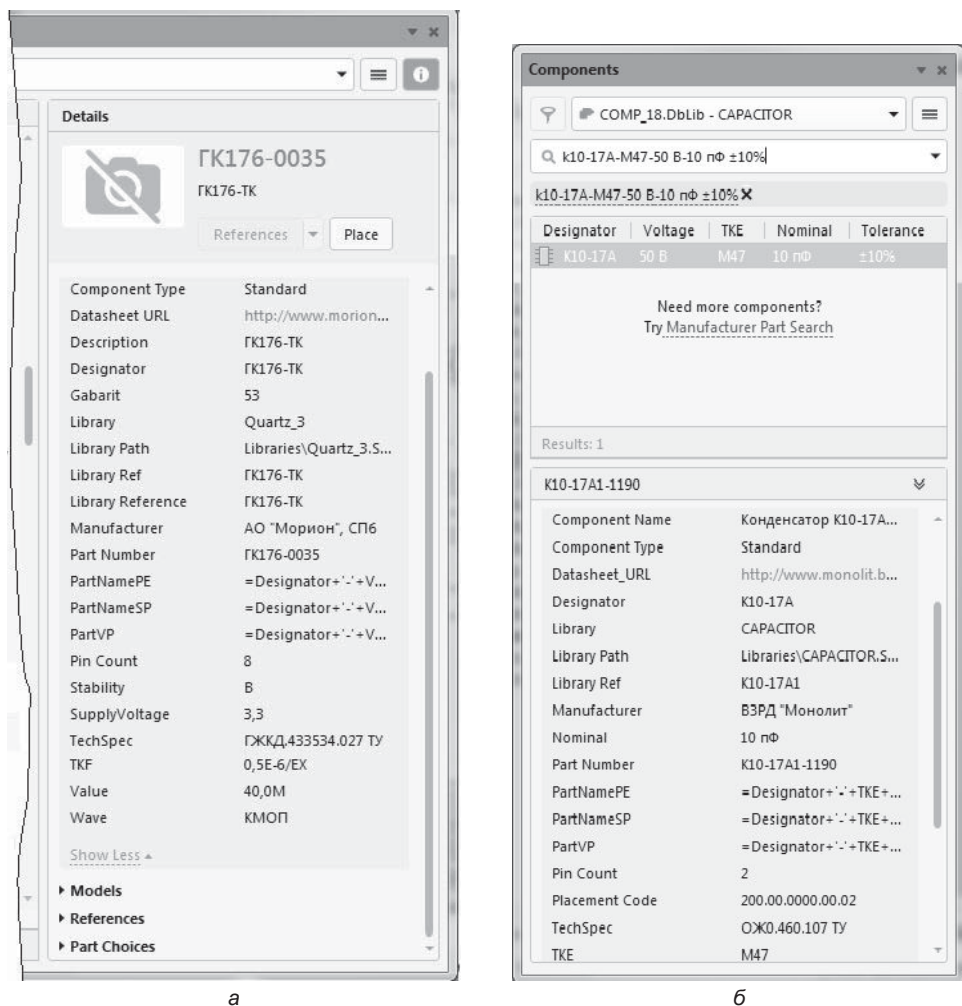 Details
ГК176-0035
ГК176-ТК
References Place
Component Type Standard
Datasheet URL http://www.morion...
Description ГК176-ТК
Designator ГК176-ТК
Gabarit 53
Library Quartz_3
Library Path Libraries\Quartz_3.S...
Library Ref ГК176-ТК
Library Reference ГК176-ТК
Manufacturer АО "Морион", СПб
Part Number ГК176-0035
PartNamePE =Designator+'-'+V...
PartNameSP =Designator+'-'+V...
PartVP =Designator+'-'+V...
Pin Count 8
Stability В
SupplyVoltage 3,3
TechSpec ГЖКД.433534.027 ТУ
TKF 0,5E-6/EX
Value 40,0М
Wave КМОП
Show Less
Models
References
Part Choices
а
Components
COMP_18.DbLib - CAPACITOR
k10-17А-М47-50 В-10 пФ ±10%
k10-17А-М47-50 В-10 пФ ±10%
Designator Voltage TKE Nominal Tolerance
К10-17А 50 В М47 10 пФ ±10%
Need more components?
Try Manufacturer Part Search
Results: 1
К10-17А1-1190
Component Name Конденсатор К10-17А...
Component Type Standard
Datasheet_URL http://www.monolit.b...
Designator К10-17А
Library CAPACITOR
Library Path Libraries\CAPACITOR.S...
Library Ref К10-17А1
Manufacturer ВЗРД "Монолит"
Nominal 10 пФ
Part Number К10-17А1-1190
PartNamePE =Designator+'-'+TKE+...
PartNameSP =Designator+'-'+TKE+...
PartVP =Designator+'-'+TKE+...
Pin Count 2
Placement Code 200.00.0000.00.02
TechSpec ОЖ0.460.107 ТУ
TKE М47
б